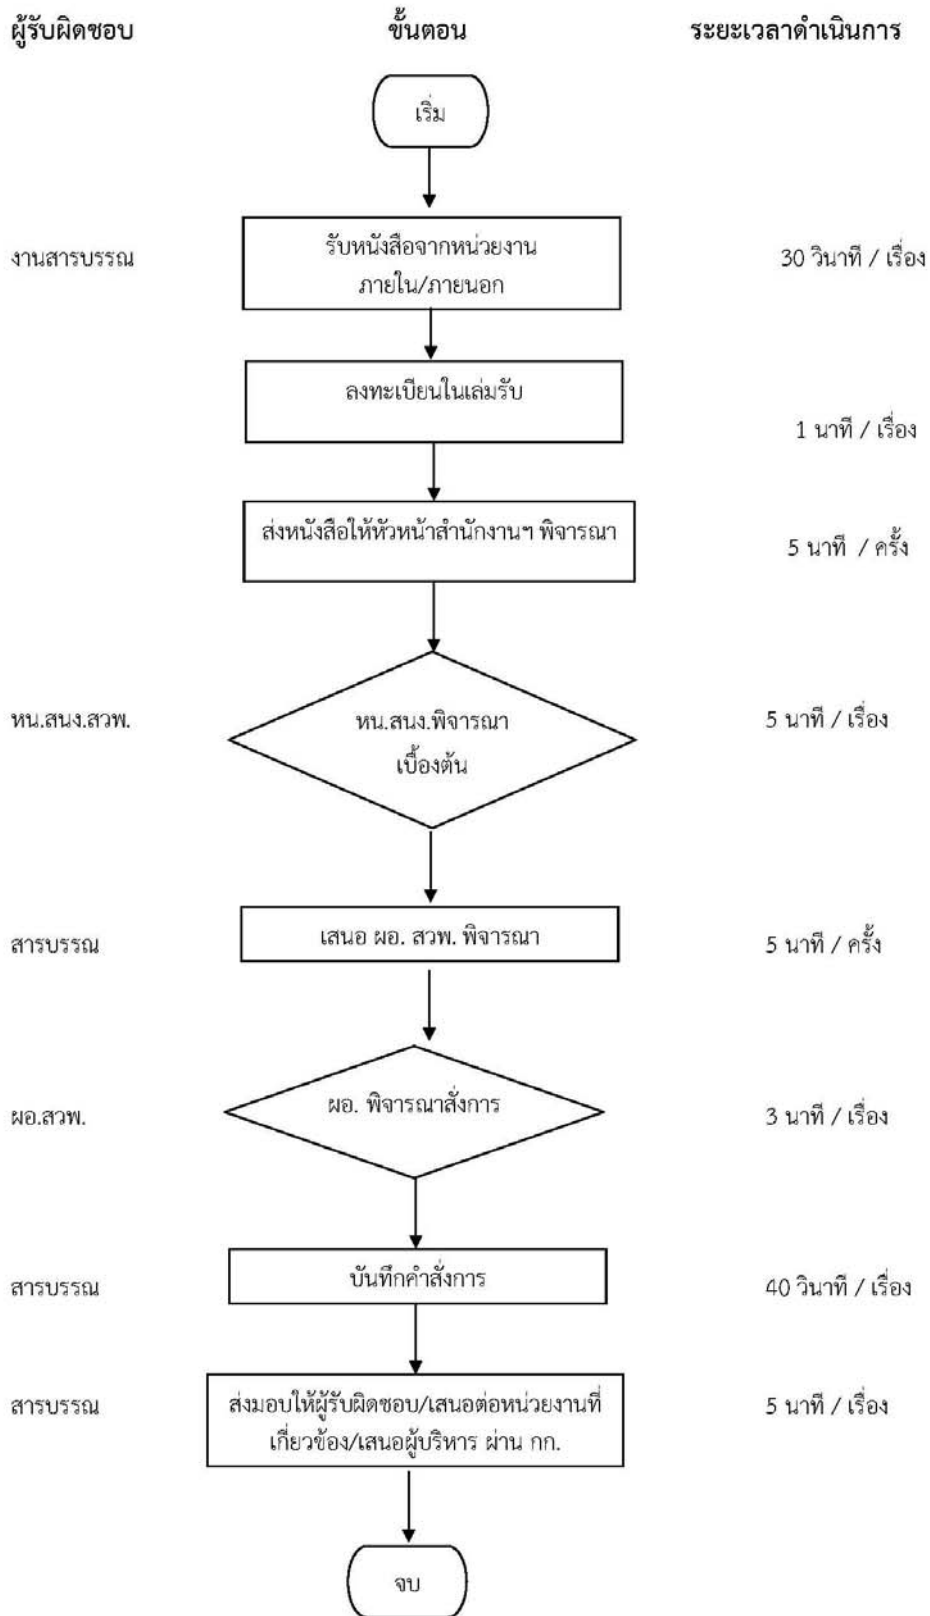 ผู้รับผิดชอบ ขั้นตอน ระยะเวลาดำเนินการ
เริ่ม
งานสารบรรณ รับหนังสือจากหน่วยงาน 30 วินาที / เรื่อง
ภายใน/ภายนอก
ลงทะเบียนในเล่มรับ
1 นาที / เรื่อง
ส่งหนังสือให้หัวหน้าสำนักงานฯ พิจารณา
5 นาที / ครั้ง
หน.สนง.สวพ. หน.สนง.พิจารณา 5 นาที / เรื่อง
เบื้องต้น
สารบรรณ เสนอ ผอ. สวพ. พิจารณา 5 นาที / ครั้ง
ผอ.สวพ. ผอ. พิจารณาสั่งการ 3 นาที / เรื่อง
สารบรรณ บันทึกคำสั่งการ 40 วินาที / เรื่อง
สารบรรณ ส่งมอบให้ผู้รับผิดชอบ/เสนอต่อหน่วยงานที่ 5 นาที / เรื่อง
เกี่ยวข้อง/เสนอผู้บริหาร ผ่าน กก.
จบ